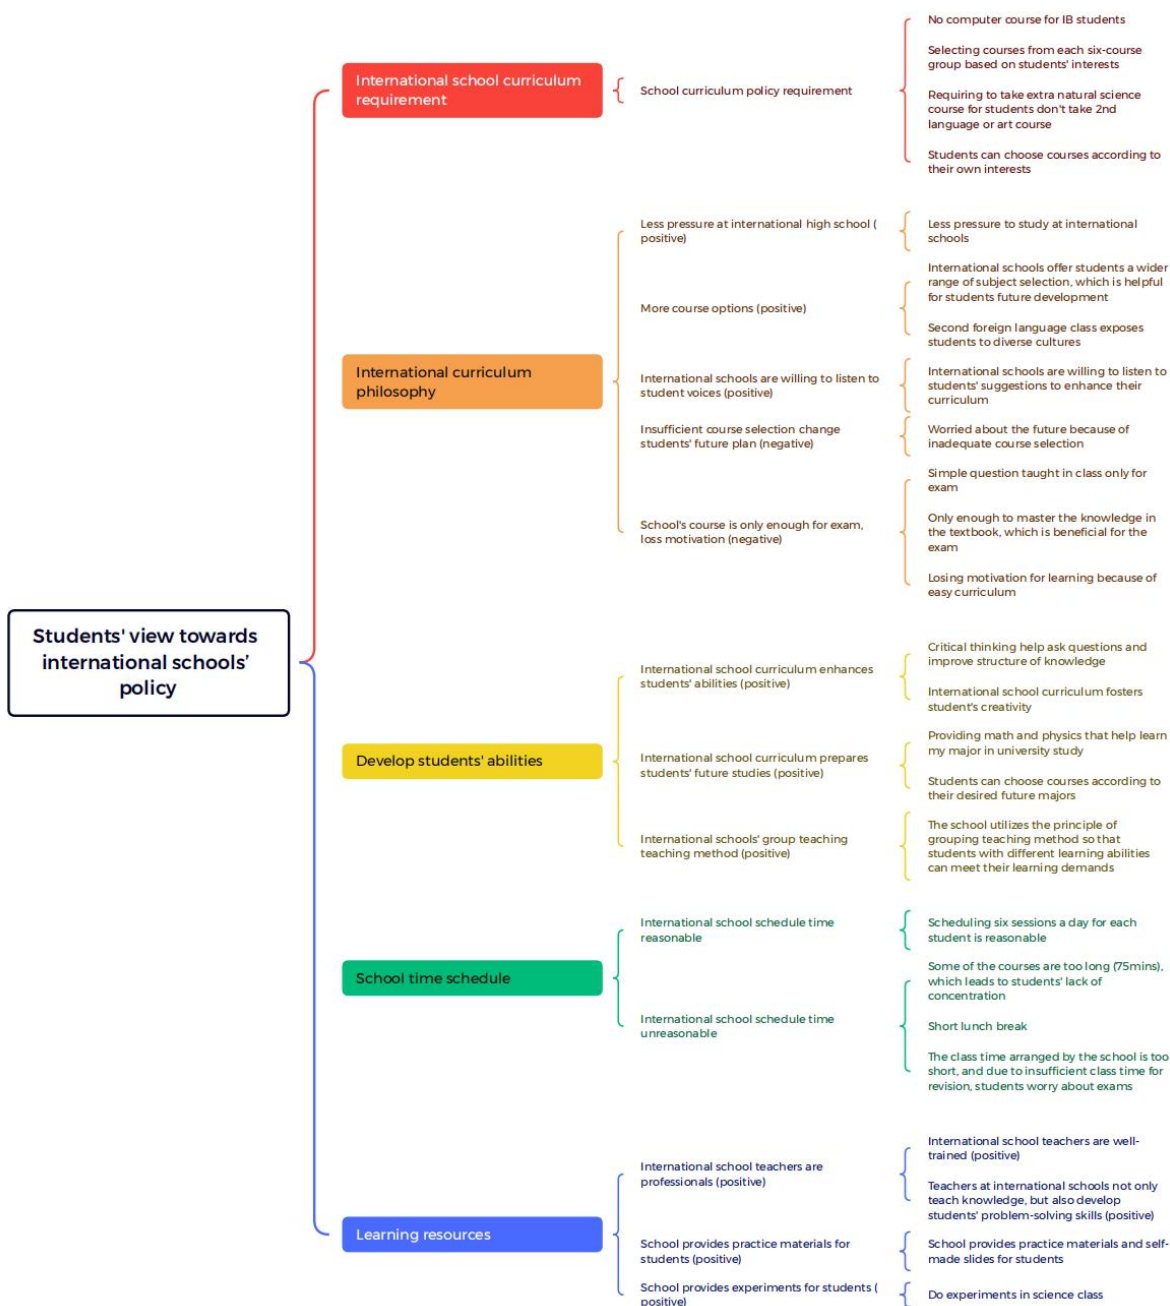 Students' view towards
international schools'
policy
International school curriculum
requirement
School curriculum policy requirement
No computer course for IB students
Selecting courses from each six-course
group based on students' interests
Requiring to take extra natural science
course for students don't take 2nd
language or art course
Students can choose courses according to
their own interests
International curriculum
philosophy
Less pressure at international high school (
positive)
Less pressure to study at international
schools
More course options (positive)
International schools offer students a wider
range of subject selection, which is helpful
for students future development
Second foreign language class exposes
students to diverse cultures
International schools are willing to listen to
student voices (positive)
International schools are willing to listen to
students' suggestions to enhance their
curriculum
Insufficient course selection change
students' future plan (negative)
Worried about the future because of
inadequate course selection
School's course is only enough for exam,
loss motivation (negative)
Simple question taught in class only for
exam
Only enough to master the knowledge in
the textbook, which is beneficial for the
exam
Losing motivation for learning because of
easy curriculum
Develop students' abilities
International school curriculum enhances
students' abilities (positive)
Critical thinking help ask questions and
improve structure of knowledge
International school curriculum fosters
student's creativity
International school curriculum prepares
students' future studies (positive)
Providing math and physics that help learn
my major in university study
Students can choose courses according to
their desired future majors
International schools' group teaching
teaching method (positive)
The school utilizes the principle of
grouping teaching method so that
students with different learning abilities
can meet their learning demands
School time schedule
International school schedule time
reasonable
Scheduling six sessions a day for each
student is reasonable
International school schedule time
unreasonable
Some of the courses are too long (75mins),
which leads to students' lack of
concentration
Short lunch break
The class time arranged by the school is too
short, and due to insufficient class time for
revision, students worry about exams
Learning resources
International school teachers are
professionals (positive)
International school teachers are well-
trained (positive)
Teachers at international schools not only
teach knowledge, but also develop
students' problem-solving skills (positive)
School provides practice materials for
students (positive)
School provides practice materials and self-
made slides for students
School provides experiments for students (
positive)
Do experiments in science class